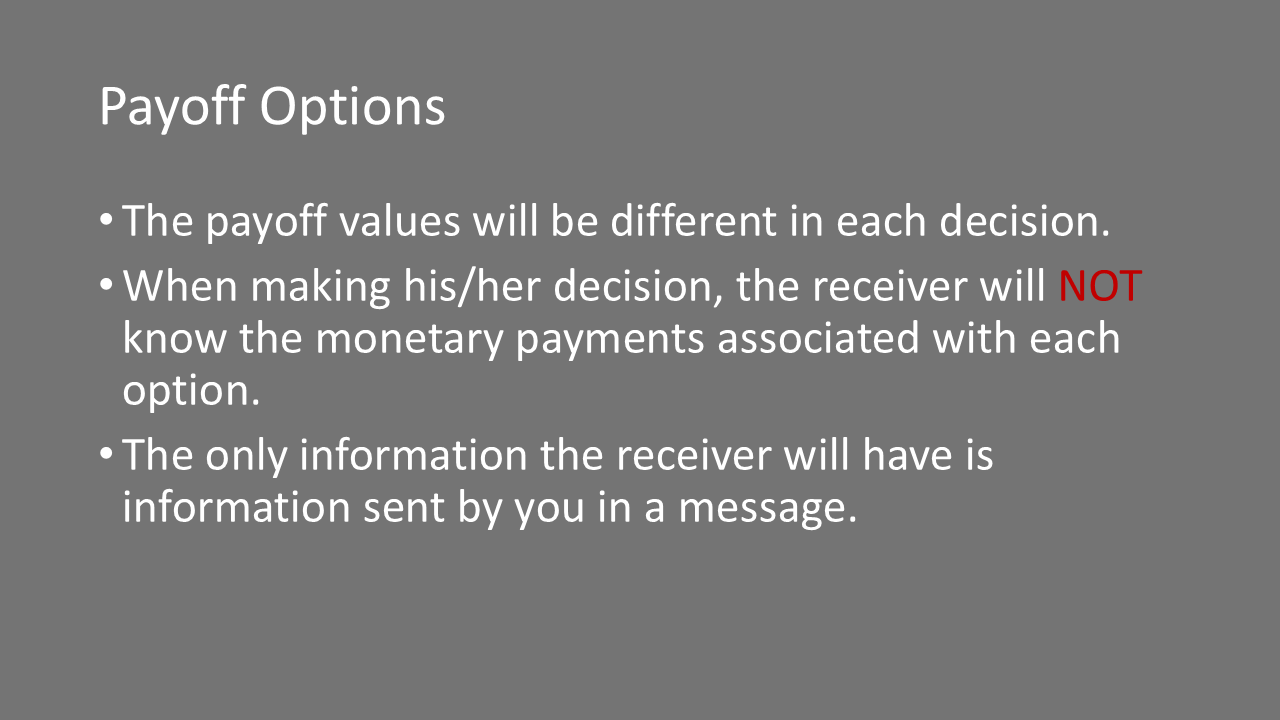 Payoff Options
• The payoff values will be different in each decision.
• When making his/her decision, the receiver will NOT
know the monetary payments associated with each
option.
• The only information the receiver will have is
information sent by you in a message.